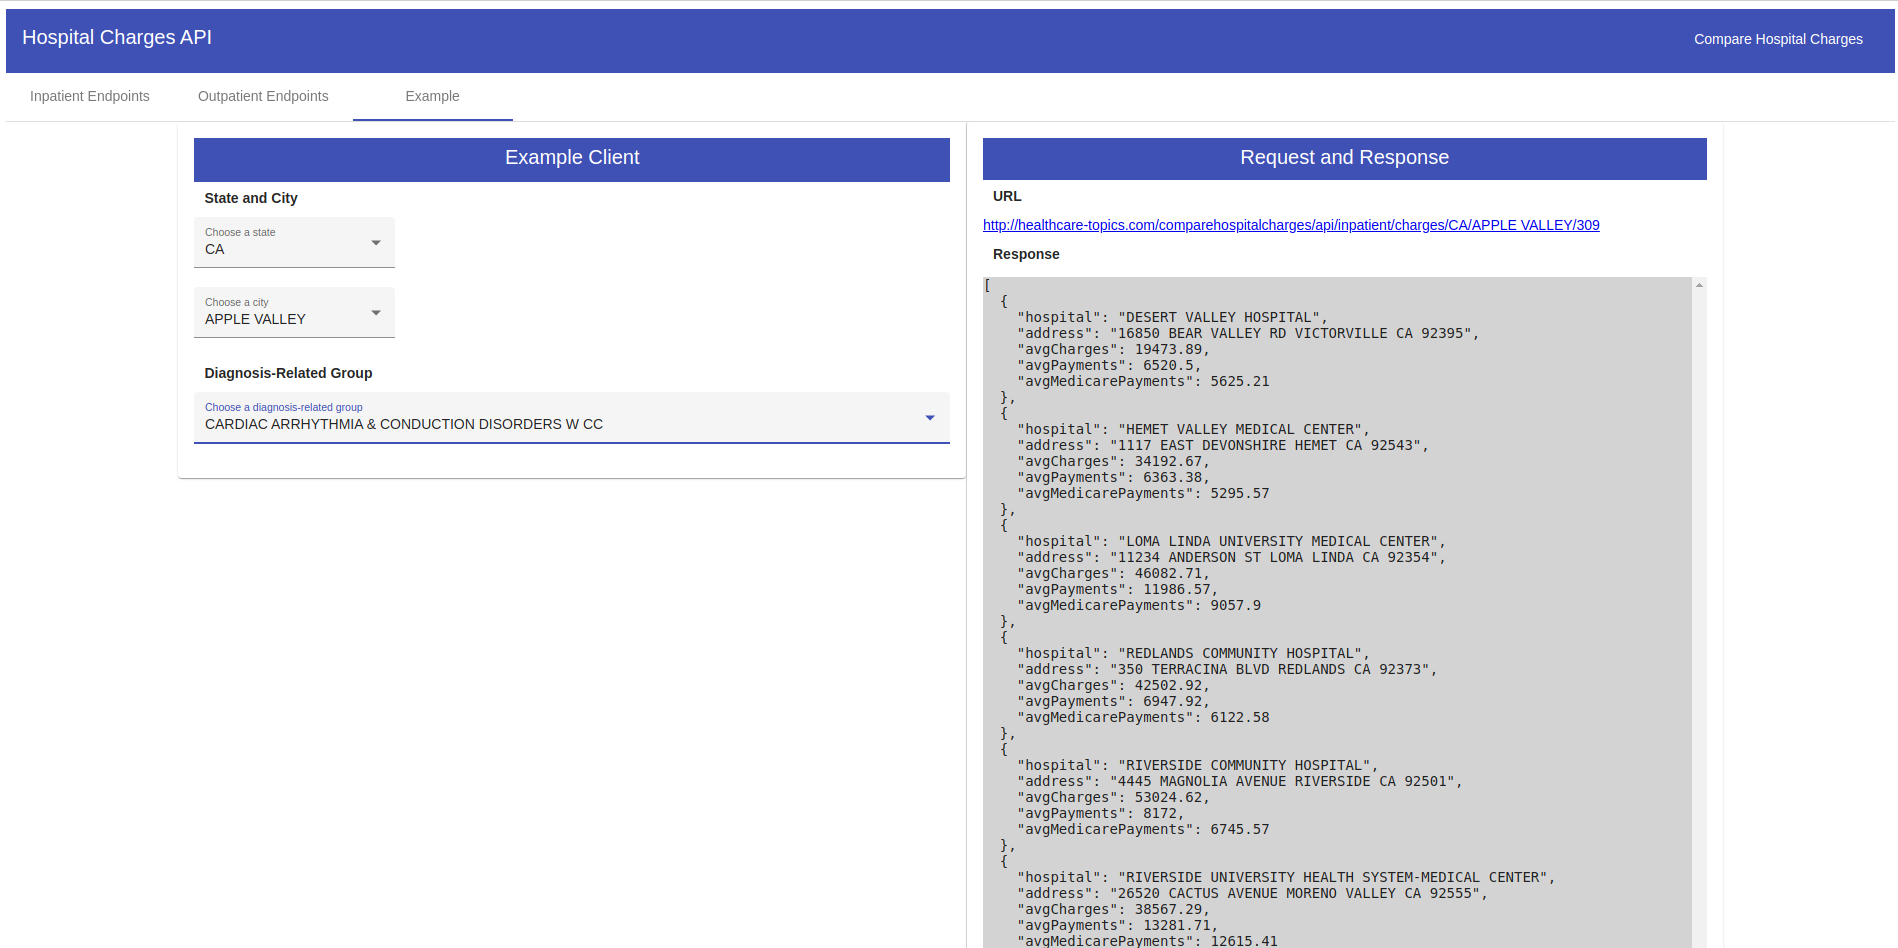 Hospital Charges API
Compare Hospital Charges
Inpatient Endpoints
Outpatient Endpoints
Example
Example Client
State and City
Choose a state
CA
Choose a city
APPLE VALLEY
Diagnosis-Related Group
Choose a diagnosis-related group
CARDIAC ARRHYTHMIA & CONDUCTION DISORDERS W CC
Request and Response
URL
http://healthcare-topics.com/comparehospitalcharges/api/inpatient/charges/CA/APPLE VALLEY/309
Response
[
  {
    "hospital": "DESERT VALLEY HOSPITAL",
    "address": "16850 BEAR VALLEY RD VICTORVILLE CA 92395",
    "avgCharges": 19473.89,
    "avgPayments": 6520.5,
    "avgMedicarePayments": 5625.21
  },
  {
    "hospital": "HEMET VALLEY MEDICAL CENTER",
    "address": "1117 EAST DEVONSHIRE HEMET CA 92543",
    "avgCharges": 34192.67,
    "avgPayments": 6363.38,
    "avgMedicarePayments": 5295.57
  },
  {
    "hospital": "LOMA LINDA UNIVERSITY MEDICAL CENTER",
    "address": "11234 ANDERSON ST LOMA LINDA CA 92354",
    "avgCharges": 46082.71,
    "avgPayments": 11986.57,
    "avgMedicarePayments": 9057.9
  },
  {
    "hospital": "REDLANDS COMMUNITY HOSPITAL",
    "address": "350 TERRACINA BLVD REDLANDS CA 92373",
    "avgCharges": 42502.92,
    "avgPayments": 6947.92,
    "avgMedicarePayments": 6122.58
  },
  {
    "hospital": "RIVERSIDE COMMUNITY HOSPITAL",
    "address": "4445 MAGNOLIA AVENUE RIVERSIDE CA 92501",
    "avgCharges": 53024.62,
    "avgPayments": 8172,
    "avgMedicarePayments": 6745.57
  },
  {
    "hospital": "RIVERSIDE UNIVERSITY HEALTH SYSTEM-MEDICAL CENTER",
    "address": "26520 CACTUS AVENUE MORENO VALLEY CA 92555",
    "avgCharges": 38567.29,
    "avgPayments": 13281.71,
    "avgMedicarePayments": 12615.41